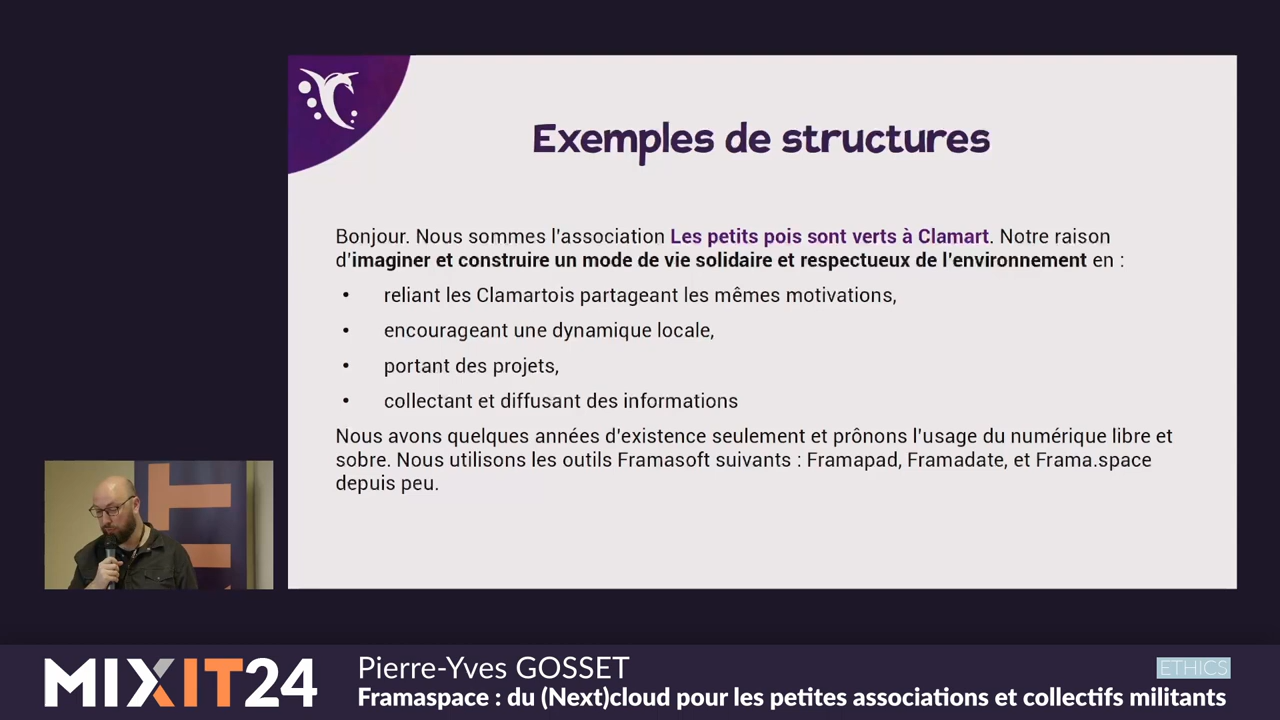 Exemples de structures
Bonjour. Nous sommes l'association Les petits pois sont verts à Clamart. Notre raison
d'imaginer et construire un mode de vie solidaire et respectueux de l'environnement en :
• reliant les Clamartois partageant les mêmes motivations,
• encourageant une dynamique locale,
• portant des projets,
• collectant et diffusant des informations
Nous avons quelques années d'existence seulement et prônons l'usage du numérique libre et
sobre. Nous utilisons les outils Framasoft suivants : Framapad, Framadate, et Frama.space
depuis peu.
MIXIT24
Pierre-Yves GOSSET
ETHICS
Framaspace : du (Next)cloud pour les petites associations et collectifs militants